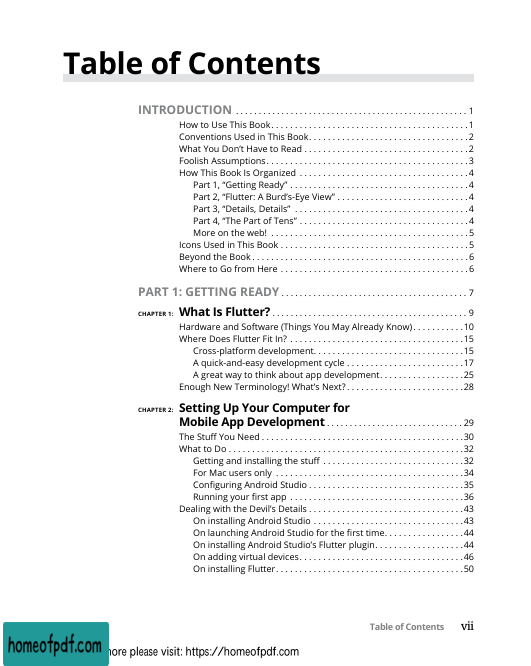 Table of Contents
INTRODUCTION . . . . . . . . . . . . . . . . . . . . . . . . . . . . . . . . . . . . . . . . . . . . . . . 1
How to Use This Book. . . . . . . . . . . . . . . . . . . . . . . . . . . . . . . . . . . . . . . . . 1
Conventions Used in This Book. . . . . . . . . . . . . . . . . . . . . . . . . . . . . . . . . 2
What You Don’t Have to Read . . . . . . . . . . . . . . . . . . . . . . . . . . . . . . . . . . 2
Foolish Assumptions. . . . . . . . . . . . . . . . . . . . . . . . . . . . . . . . . . . . . . . . . . 3
How This Book Is Organized . . . . . . . . . . . . . . . . . . . . . . . . . . . . . . . . . . . 4
Part 1, “Getting Ready” . . . . . . . . . . . . . . . . . . . . . . . . . . . . . . . . . . . . . 4
Part 2, “Flutter: A Burd’s-Eye View” . . . . . . . . . . . . . . . . . . . . . . . . . . . 4
Part 3, “Details, Details” . . . . . . . . . . . . . . . . . . . . . . . . . . . . . . . . . . . . 4
Part 4, “The Part of Tens” . . . . . . . . . . . . . . . . . . . . . . . . . . . . . . . . . . . 4
More on the web! . . . . . . . . . . . . . . . . . . . . . . . . . . . . . . . . . . . . . . . . . 5
Icons Used in This Book . . . . . . . . . . . . . . . . . . . . . . . . . . . . . . . . . . . . . . . 5
Beyond the Book . . . . . . . . . . . . . . . . . . . . . . . . . . . . . . . . . . . . . . . . . . . . . 6
Where to Go from Here . . . . . . . . . . . . . . . . . . . . . . . . . . . . . . . . . . . . . . . 6
PART 1: GETTING READY . . . . . . . . . . . . . . . . . . . . . . . . . . . . . . . . . . . . . . 7
CHAPTER 1: What Is Flutter? . . . . . . . . . . . . . . . . . . . . . . . . . . . . . . . . . . . . . . . . 9
Hardware and Software (Things You May Already Know). . . . . . . . . . 10
Where Does Flutter Fit In? . . . . . . . . . . . . . . . . . . . . . . . . . . . . . . . . . . . . 15
Cross-platform development. . . . . . . . . . . . . . . . . . . . . . . . . . . . . . . 15
A quick-and-easy development cycle . . . . . . . . . . . . . . . . . . . . . . . . 17
A great way to think about app development. . . . . . . . . . . . . . . . . 25
Enough New Terminology! What’s Next? . . . . . . . . . . . . . . . . . . . . . . . . 28
CHAPTER 2: Setting Up Your Computer for
Mobile App Development . . . . . . . . . . . . . . . . . . . . . . . . . . . . 29
The Stuff You Need . . . . . . . . . . . . . . . . . . . . . . . . . . . . . . . . . . . . . . . . . . 30
What to Do . . . . . . . . . . . . . . . . . . . . . . . . . . . . . . . . . . . . . . . . . . . . . . . . . 32
Getting and installing the stuff . . . . . . . . . . . . . . . . . . . . . . . . . . . . . 32
For Mac users only . . . . . . . . . . . . . . . . . . . . . . . . . . . . . . . . . . . . . . . 34
Configuring Android Studio . . . . . . . . . . . . . . . . . . . . . . . . . . . . . . . . 35
Running your first app . . . . . . . . . . . . . . . . . . . . . . . . . . . . . . . . . . . . 36
Dealing with the Devil’s Details . . . . . . . . . . . . . . . . . . . . . . . . . . . . . . . . 43
On installing Android Studio . . . . . . . . . . . . . . . . . . . . . . . . . . . . . . . 43
On launching Android Studio for the first time. . . . . . . . . . . . . . . . . 44
On installing Android Studio’s Flutter plugin. . . . . . . . . . . . . . . . . . . 44
On adding virtual devices. . . . . . . . . . . . . . . . . . . . . . . . . . . . . . . . . . 46
On installing Flutter. . . . . . . . . . . . . . . . . . . . . . . . . . . . . . . . . . . . . . . 50
Table of Contents vii
homeofpdf.com
ore please visit: https://homeofpdf.com